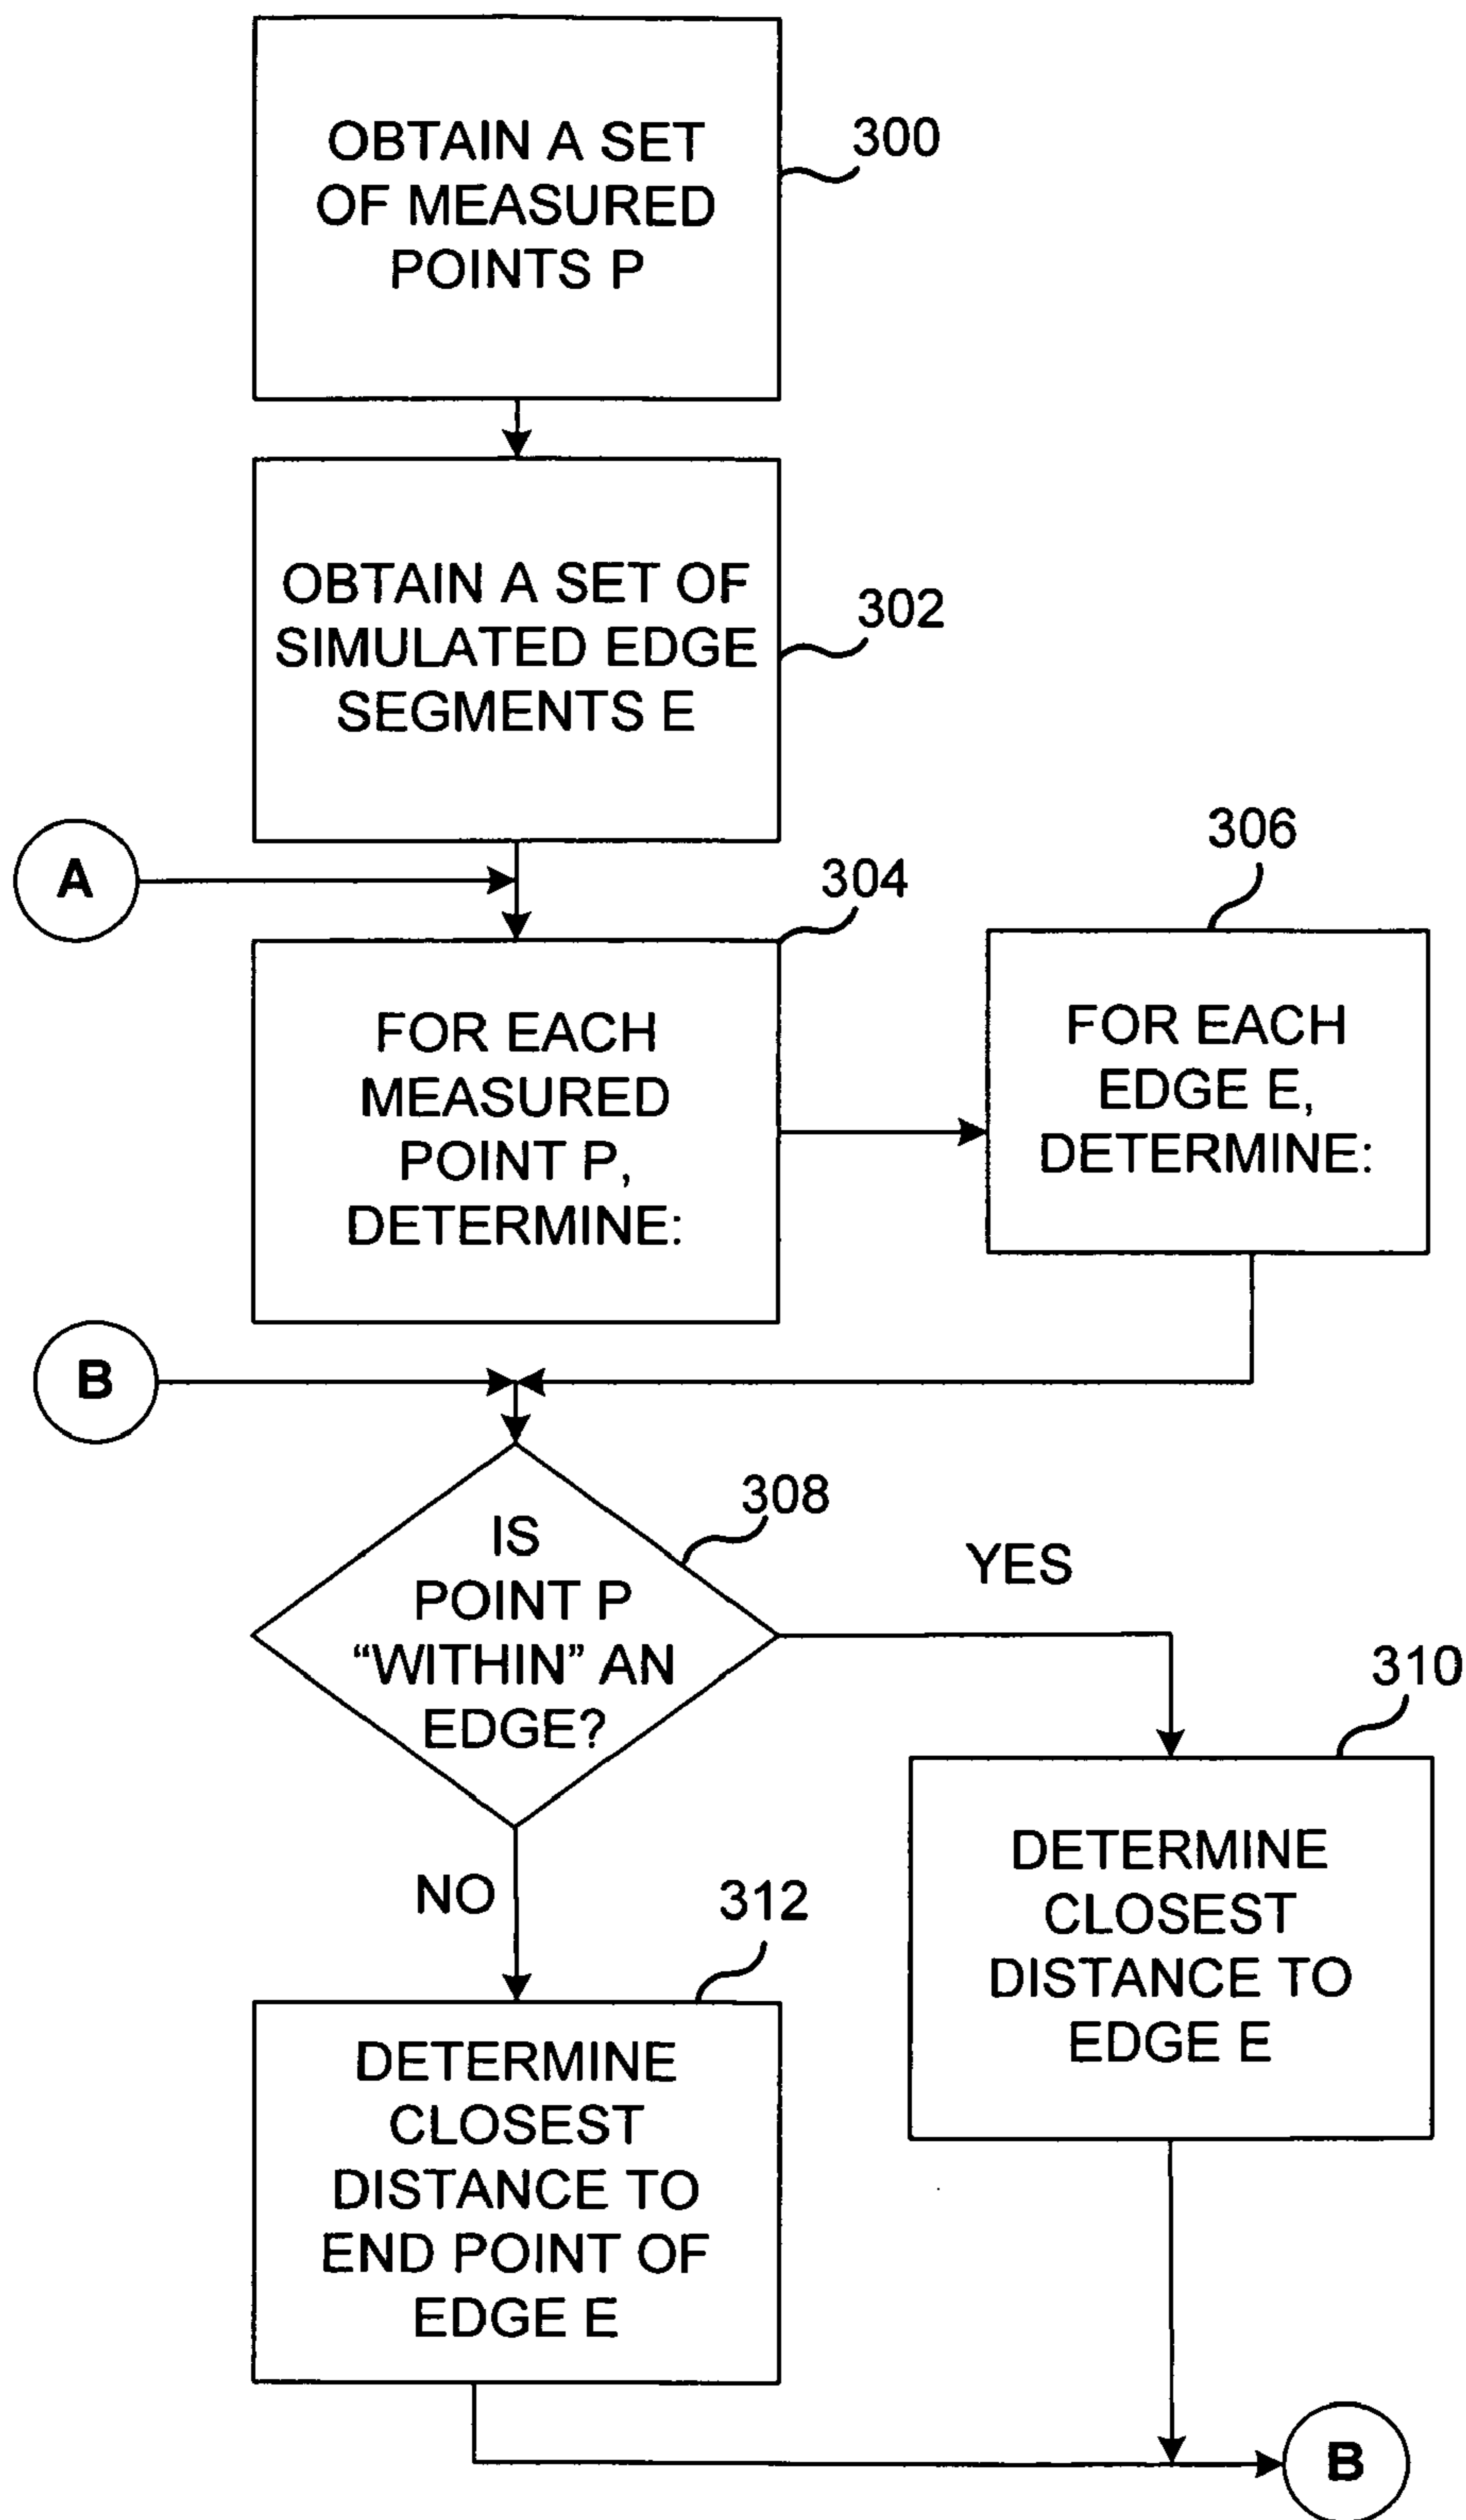 OBTAIN A SET
OF MEASURED
POINTS P
300
OBTAIN A SET OF
SIMULATED EDGE
SEGMENTS E
302
A
304
306
FOR EACH
MEASURED
POINT P,
DETERMINE:
FOR EACH
EDGE E,
DETERMINE:
B
308
IS
POINT P
“WITHIN” AN
EDGE?
YES
310
NO
312
DETERMINE
CLOSEST
DISTANCE TO
EDGE E
DETERMINE
CLOSEST
DISTANCE TO
END POINT OF
EDGE E
B